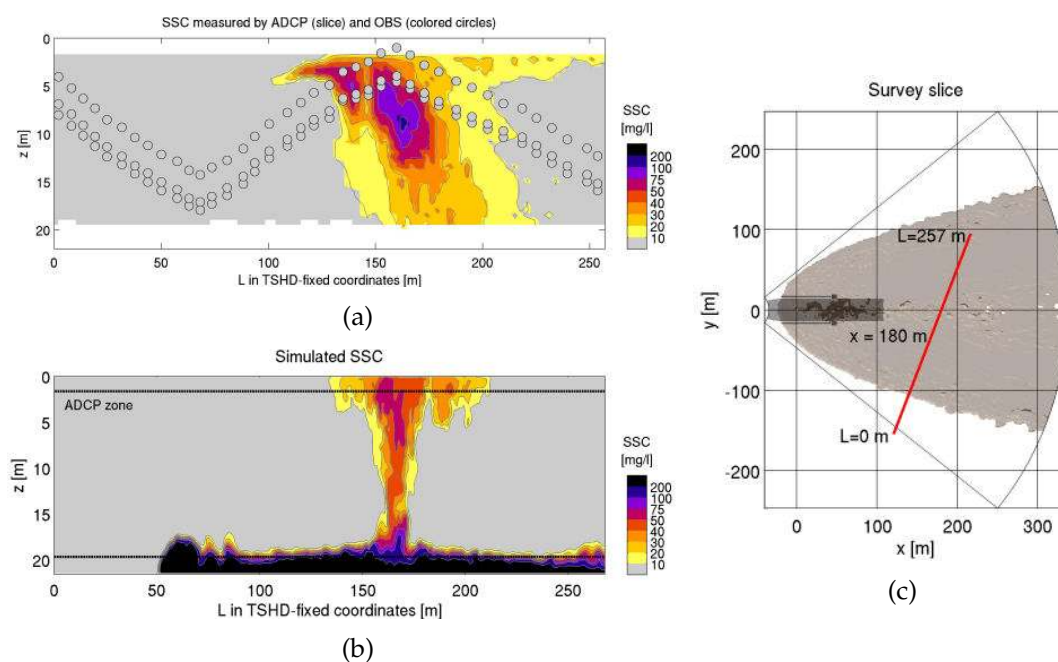 SSC measured by ADCP (slice) and OBS (colored circles)
0
5
10
15
20
z [m]
0 50 100 150 200 250
L in TSHD-fixed coordinates [m]
SSC
[mg/l]
200
100
75
50
40
30
20
10
(a)
Simulated SSC
ADCP zone
0
5
10
15
20
z [m]
0 50 100 150 200 250
L in TSHD-fixed coordinates [m]
SSC
[mg/l]
200
100
75
50
40
30
20
10
(b)
Survey slice
200
100
0
-100
-200
y [m]
L=257 m
x = 180 m
L=0 m
0 100 200 300
x [m]
(c)